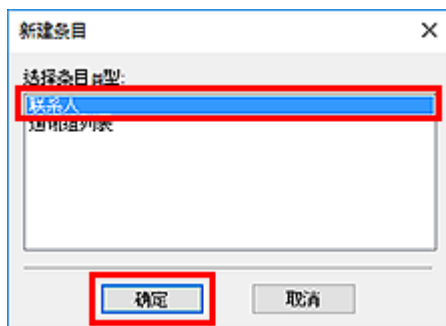 新建条目
选择条目类型:
联系人
通讯组列表
确定
取消